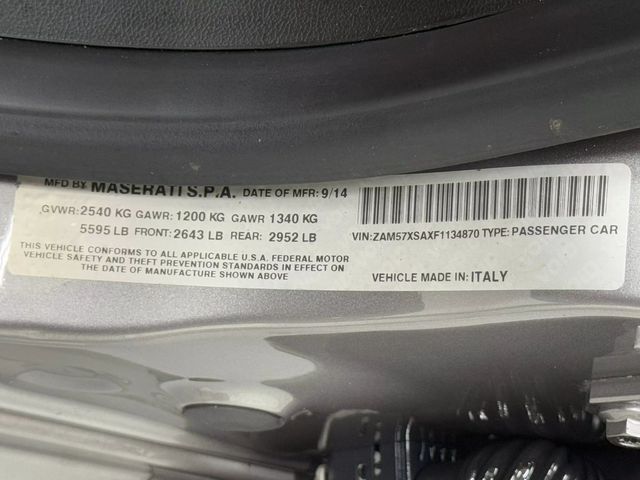 MFD BY MASERATI S.P.A. DATE OF MFR: 9/14
GVWR: 2540 KG GAWR: 1200 KG GAWR 1340 KG
5595 LB FRONT: 2643 LB REAR: 2952 LB
THIS VEHICLE CONFORMS TO ALL APPLICABLE U.S.A. FEDERAL MOTOR
VEHICLE SAFETY AND THEFT PREVENTION STANDARDS IN EFFECT ON
THE DATE OF MANUFACTURE SHOWN ABOVE
VIN: ZAM57XSAXF1134870 TYPE: PASSENGER CAR
VEHICLE MADE IN: ITALY